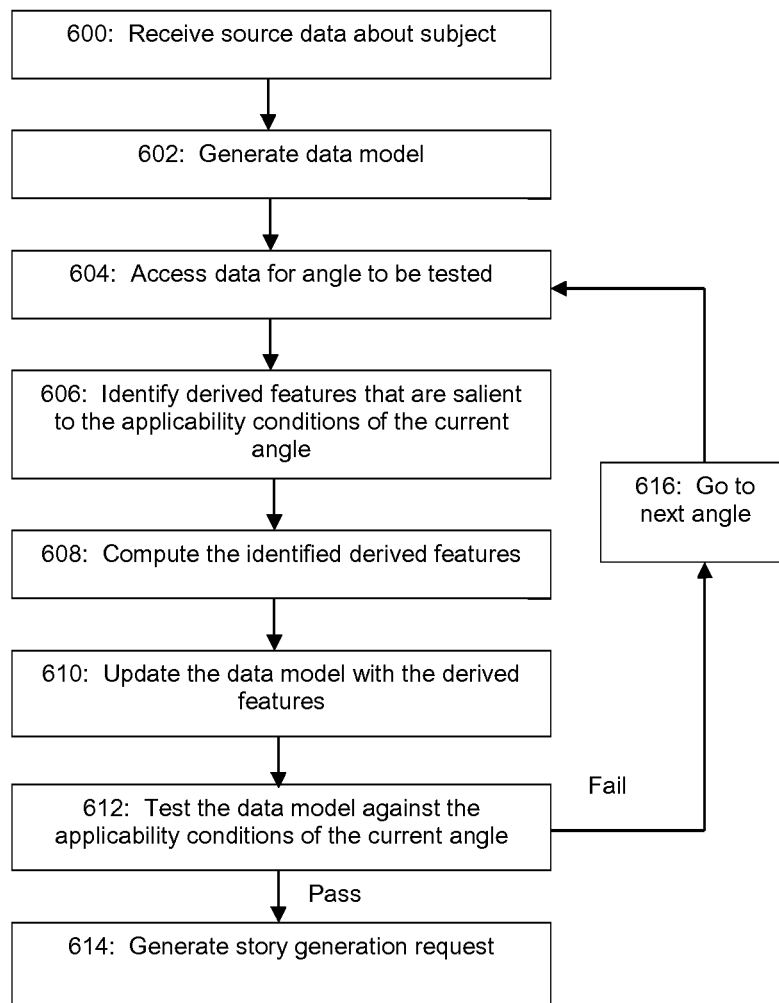 600:  Receive source data about subject
602:  Generate data model
604:  Access data for angle to be tested
606:  Identify derived features that are salient
to the applicability conditions of the current
angle
616:  Go to
next angle
608:  Compute the identified derived features
610:  Update the data model with the derived
features
612:  Test the data model against the
applicability conditions of the current angle
Fail
Pass
614:  Generate story generation request